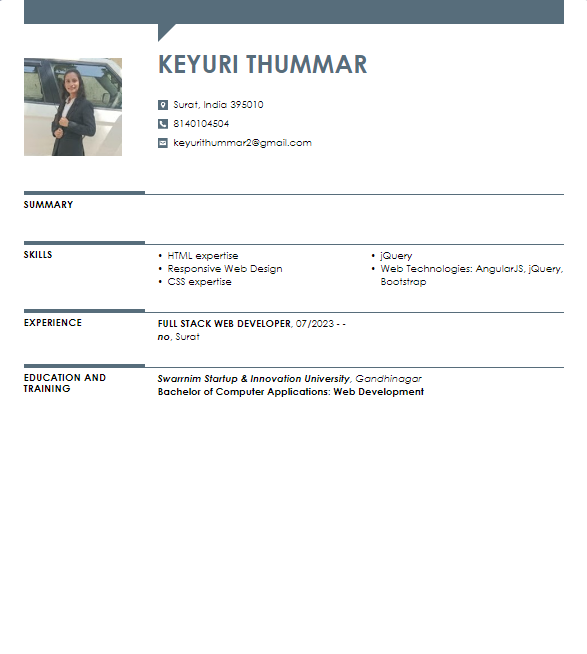 KEYURI THUMMAR
Surat, India 395010
8140104504
keyurithummar2@gmail.com
SUMMARY
SKILLS
• HTML expertise
• Responsive Web Design
• CSS expertise
• jQuery
• Web Technologies: AngularJS, jQuery,
Bootstrap
EXPERIENCE
FULL STACK WEB DEVELOPER, 07/2023 - -
no, Surat
EDUCATION AND
TRAINING
Swarrnim Startup & Innovation University, Gandhinagar
Bachelor of Computer Applications: Web Development